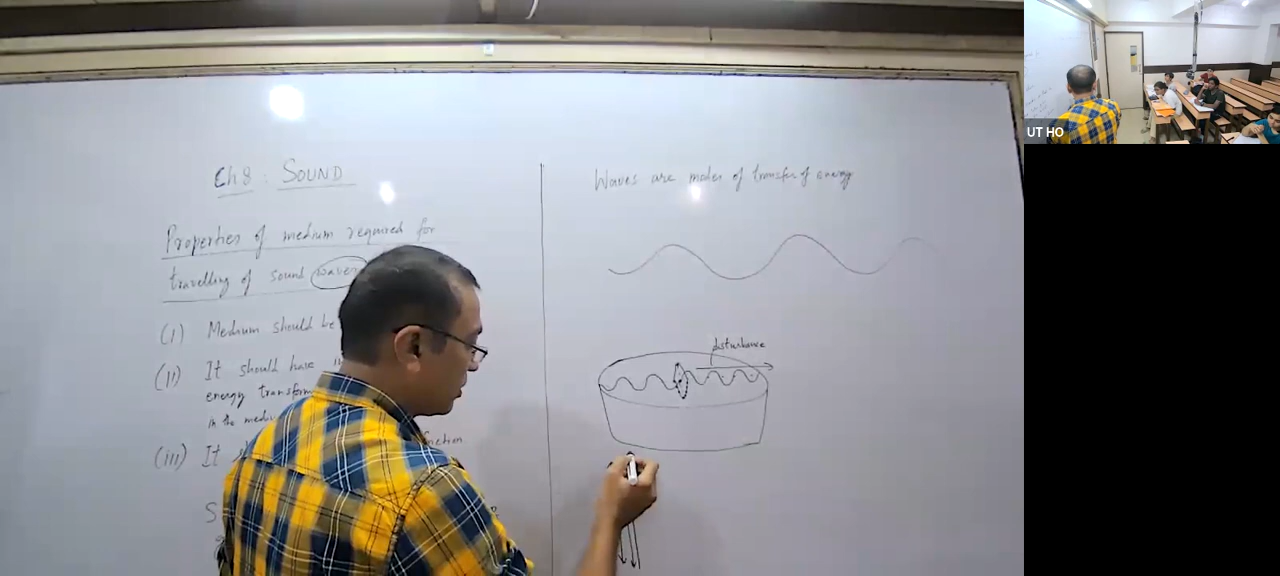 Ch 8 : SOUND
Properties of medium required for
travelling of sound waves
(I) Medium should be
(II) It should have
energy transform
in the medium
(III) It
friction
S
Waves are modes of transfer of energy
disturbance
UT HO